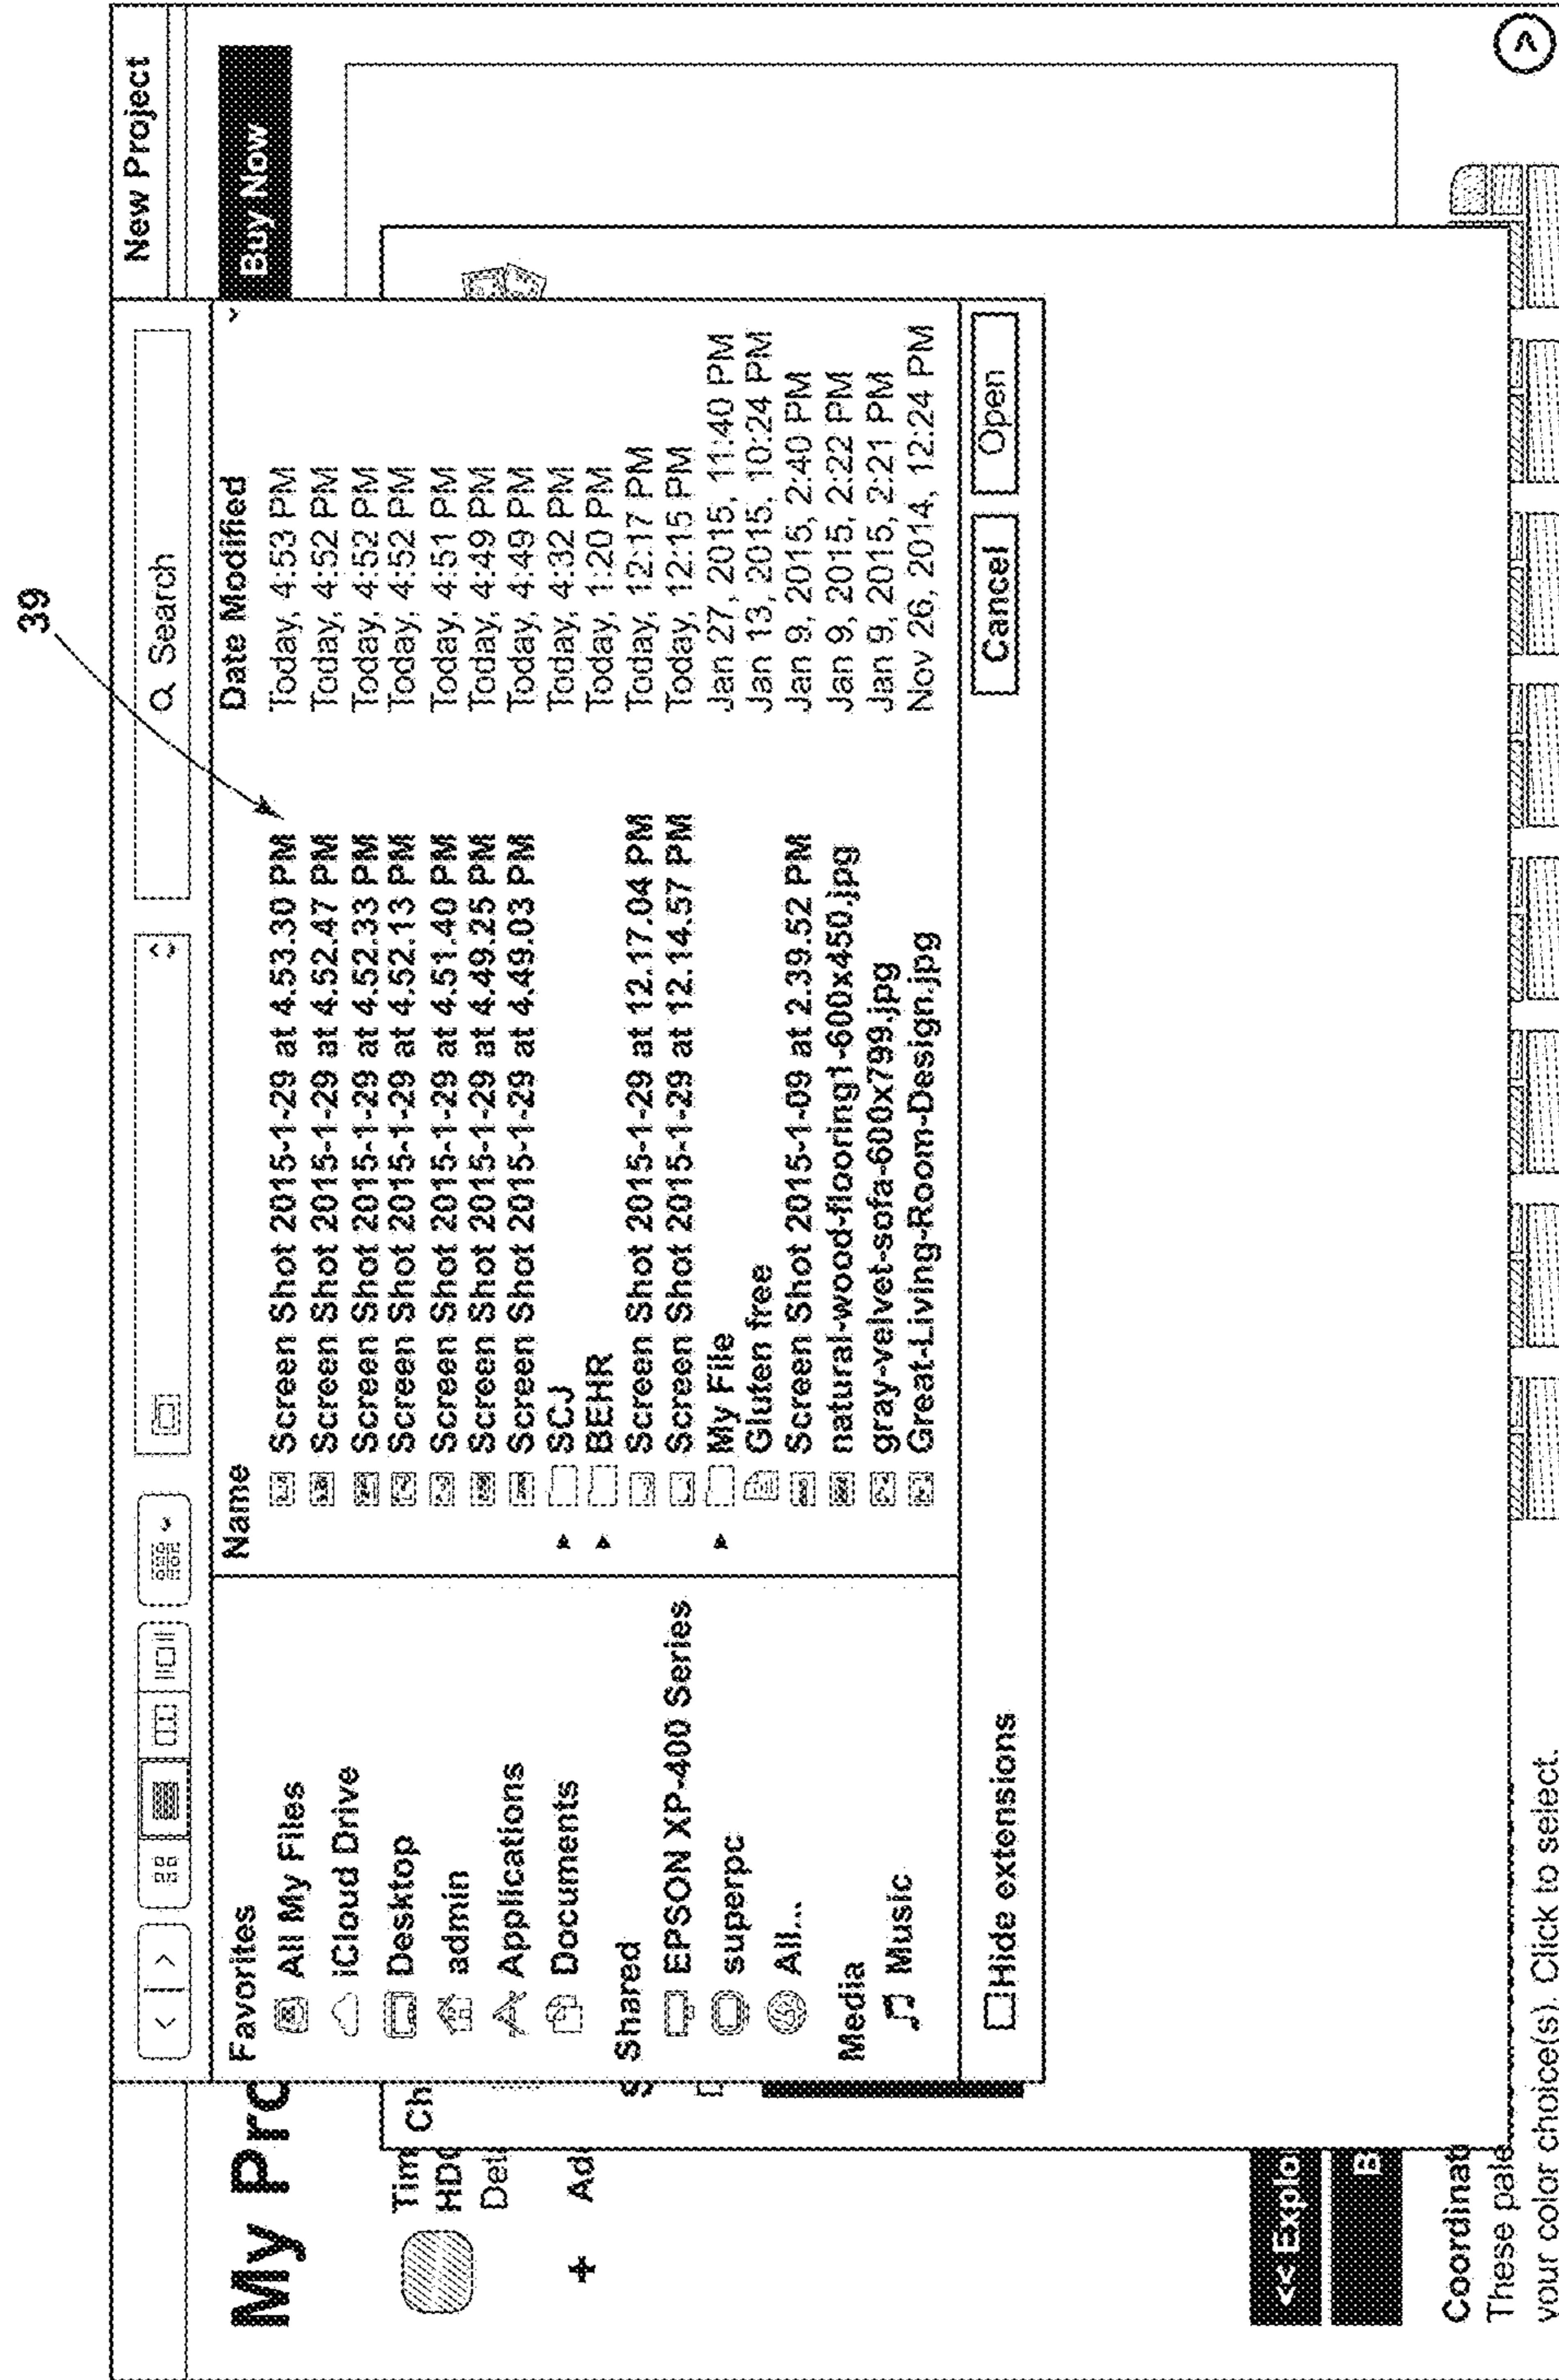 39
New Project
Search
My Pro
Buy Now
Favorites
All My Files
iCloud Drive
Desktop
admin
Applications
Documents
Shared
EPSON XP-400 Series
superpc
All...
Media
Music
Name Date Modified
Screen Shot 2015-1-29 at 4.53.30 PM Today, 4:53 PM
Screen Shot 2015-1-29 at 4.52.47 PM Today, 4:52 PM
Screen Shot 2015-1-29 at 4.52.33 PM Today, 4:52 PM
Screen Shot 2015-1-29 at 4.52.13 PM Today, 4:52 PM
Screen Shot 2015-1-29 at 4.51.40 PM Today, 4:51 PM
Screen Shot 2015-1-29 at 4.49.25 PM Today, 4:49 PM
Screen Shot 2015-1-29 at 4.49.03 PM Today, 4:49 PM
SCJ Today, 4:32 PM
BEHR Today, 1:20 PM
Screen Shot 2015-1-29 at 12.17.04 PM Today, 12:17 PM
Screen Shot 2015-1-29 at 12.14.57 PM Today, 12:15 PM
My File Jan 27, 2015, 11:40 PM
Gluten free Jan 13, 2015, 10:24 PM
Screen Shot 2015-1-09 at 2.39.52 PM Jan 9, 2015, 2:40 PM
natural-wood-flooring1-600x450.jpg Jan 9, 2015, 2:22 PM
gray-velvet-sofa-600x799.jpg Jan 9, 2015, 2:21 PM
Great-Living-Room-Design.jpg Nov 26, 2014, 12:24 PM
Hide extensions Cancel Open
Tim
Ch
+ Ad
<< Explo
B
Coordinat
These pale
your color choice(s). Click to select.